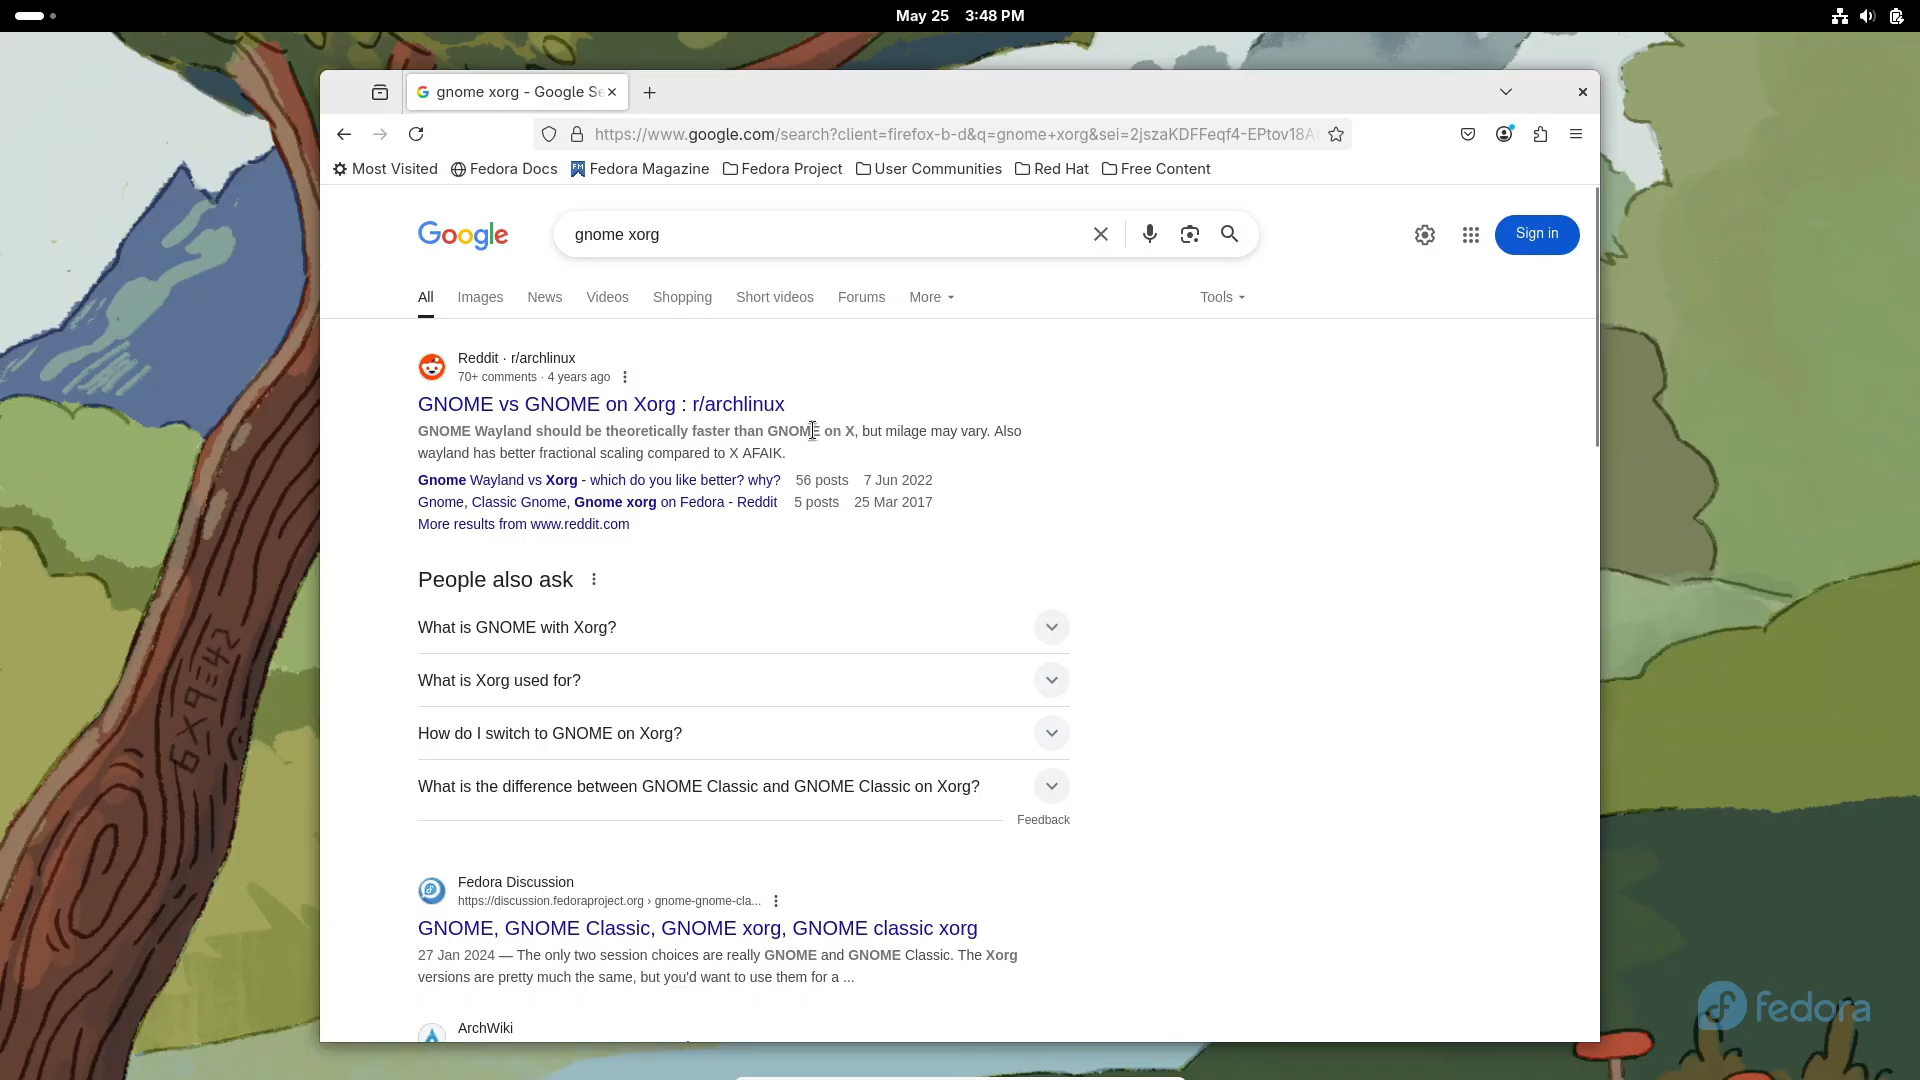 May 25 3:48 PM
gnome xorg - Google Se
https://www.google.com/search?client=firefox-b-d&q=gnome+xorg&sei=2jszaKDFFeqf4-EPtov18A
Most Visited Fedora Docs Fedora Magazine Fedora Project User Communities Red Hat Free Content
Google gnome xorg Sign in
All Images News Videos Shopping Short videos Forums More Tools
Reddit · r/archlinux
70+ comments · 4 years ago
GNOME vs GNOME on Xorg : r/archlinux
GNOME Wayland should be theoretically faster than GNOME on X, but milage may vary. Also
wayland has better fractional scaling compared to X AFAIK.
Gnome Wayland vs Xorg - which do you like better? why? 56 posts 7 Jun 2022
Gnome, Classic Gnome, Gnome xorg on Fedora - Reddit 5 posts 25 Mar 2017
More results from www.reddit.com
People also ask
What is GNOME with Xorg?
What is Xorg used for?
How do I switch to GNOME on Xorg?
What is the difference between GNOME Classic and GNOME Classic on Xorg?
Feedback
Fedora Discussion
https://discussion.fedoraproject.org › gnome-gnome-cla...
GNOME, GNOME Classic, GNOME xorg, GNOME classic xorg
27 Jan 2024 — The only two session choices are really GNOME and GNOME Classic. The Xorg
versions are pretty much the same, but you'd want to use them for a ...
ArchWiki
6X9=42
fedora